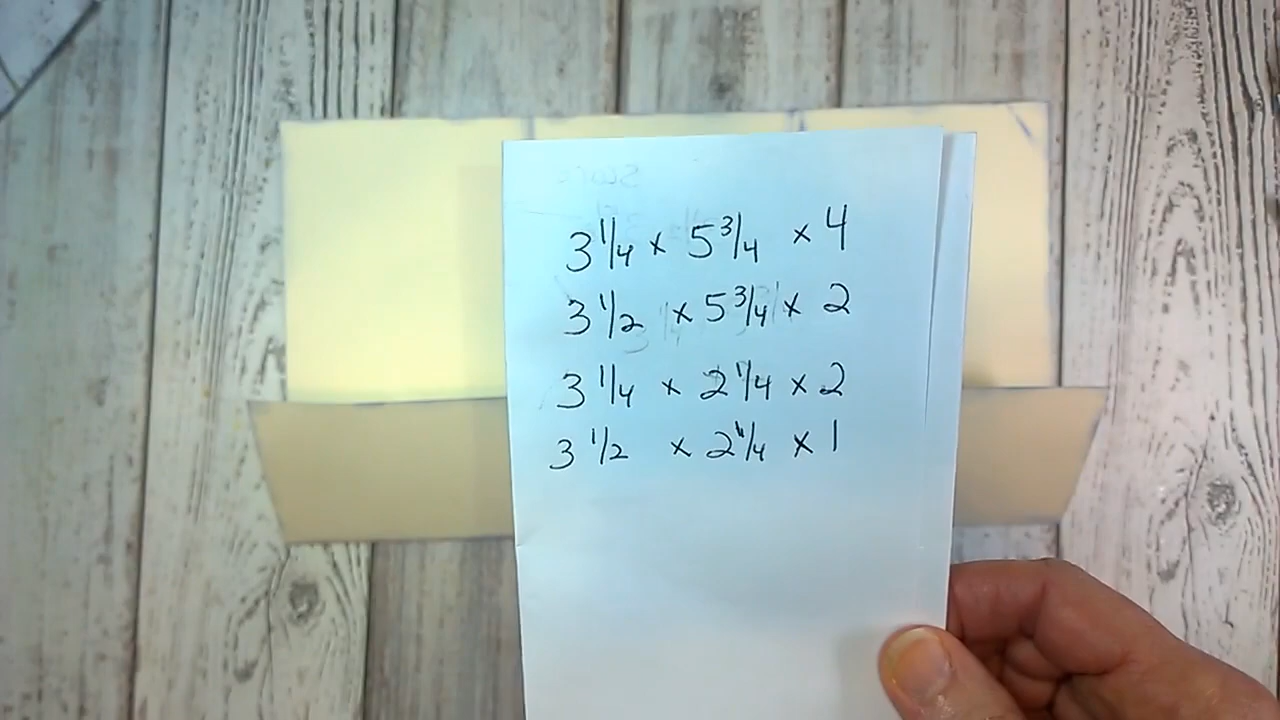 3 1/4 x 5 3/4 x 4
3 1/2 x 5 3/4 x 2
3 1/4 x 2 1/4 x 2
3 1/2 x 2 1/4 x 1